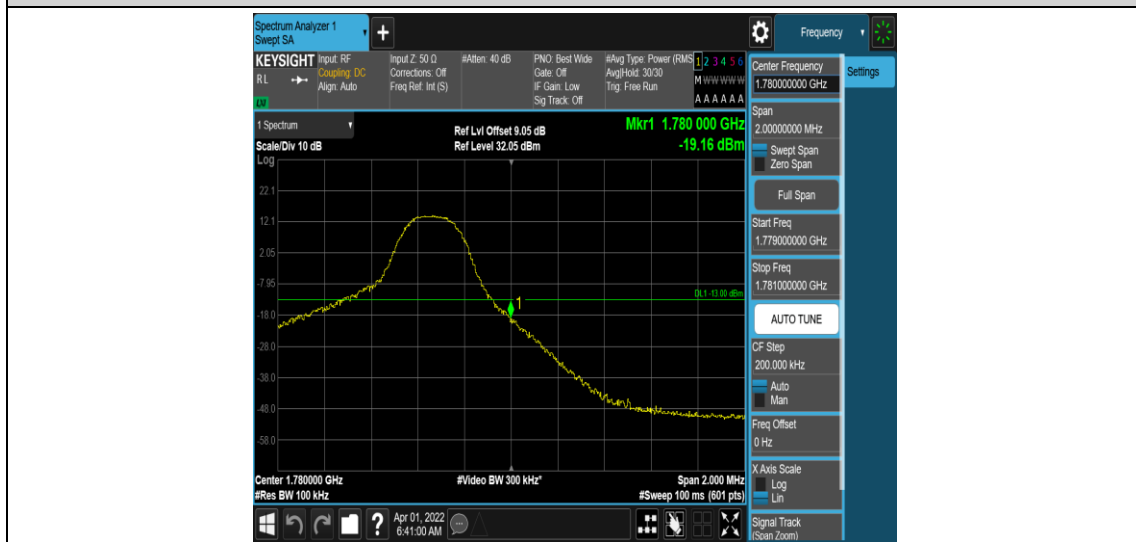 Spectrum Analyzer 1
Swept SA
+
Frequency
KEYSIGHT
RL
LXI
Input: RF
Coupling: DC
Align: Auto
Input Z: 50 Ω
Corrections: Off
Freq Ref: Int (S)
#Atten: 40 dB
PNO: Best Wide
Gate: Off
IF Gain: Low
Sig Track: Off
#Avg Type: Power (RMS
Avg|Hold: 30/30
Trig: Free Run
1 2 3 4 5 6
M W W W W W
A A A A A A
Center Frequency
1.780000000 GHz
Settings
Span
2.00000000 MHz
Swept Span
Zero Span
Full Span
Start Freq
1.779000000 GHz
Stop Freq
1.781000000 GHz
AUTO TUNE
CF Step
200.000 kHz
Auto
Man
Freq Offset
0 Hz
X Axis Scale
Log
Lin
Signal Track
(Span Zoom)
1 Spectrum
Scale/Div 10 dB
Ref Lvl Offset 9.05 dB
Ref Level 32.05 dBm
Mkr1 1.780 000 GHz
-19.16 dBm
Log
22.1
12.1
2.05
-7.95
DL1 -13.00 dBm
1
-18.0
-28.0
-38.0
-48.0
-58.0
Center 1.780000 GHz
#Video BW 300 kHz*
Span 2.000 MHz
#Res BW 100 kHz
#Sweep 100 ms (601 pts)
?
Apr 01, 2022
6:41:00 AM